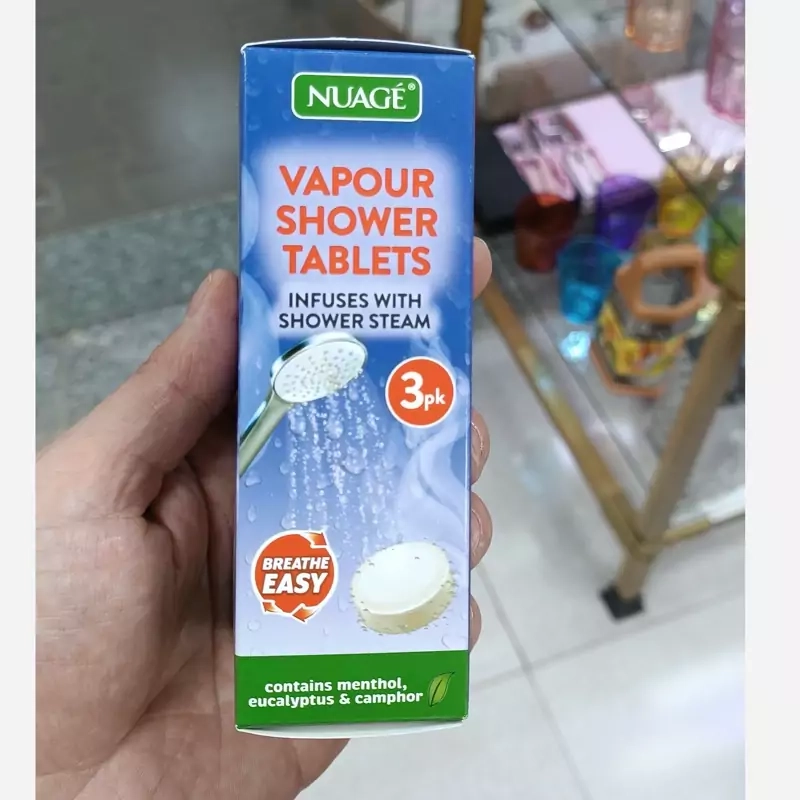 NUAGÉ®
VAPOUR
SHOWER
TABLETS
INFUSES WITH
SHOWER STEAM
3pk
BREATHE
EASY
contains menthol,
eucalyptus & camphor